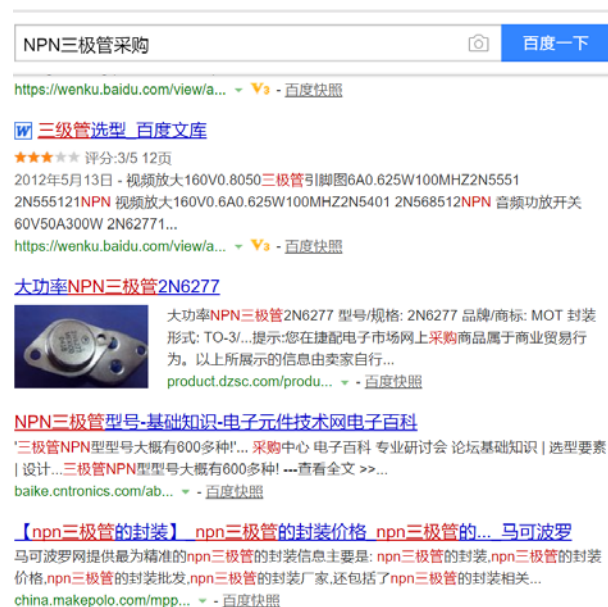 NPN三极管采购
百度一下
https://wenku.baidu.com/view/a... V3 - 百度快照
W 三级管选型_百度文库
评分:3/5 12页
2012年5月13日 - 视频放大160V0.8050三极管引脚图6A0.625W100MHZ2N5551
2N555121NPN 视频放大160V0.6A0.625W100MHZ2N5401 2N568512NPN 音频功放开关
60V50A300W 2N62771...
https://wenku.baidu.com/view/a... V3 - 百度快照
大功率NPN三极管2N6277
大功率NPN三极管2N6277 型号/规格: 2N6277 品牌/商标: MOT 封装
形式: TO-3/...提示:您在捷配电子市场网上采购商品属于商业贸易行
为。以上所展示的信息由卖家自行...
product.dzsc.com/produ... - 百度快照
NPN三极管型号-基础知识-电子元件技术网电子百科
'三极管NPN型型号大概有600多种!'... 采购中心 电子百科 专业研讨会 论坛基础知识 | 选型要素
| 设计...三极管NPN型型号大概有600多种! ---查看全文 >>...
baike.cntronics.com/ab... - 百度快照
【npn三极管的封装】_npn三极管的封装价格_npn三极管的..._马可波罗
马可波罗网提供最为精准的npn三极管的封装信息主要是: npn三极管的封装,npn三极管的封装
价格,npn三极管的封装批发,npn三极管的封装厂家,还包括了npn三极管的封装相关...
china.makepolo.com/mpp... - 百度快照